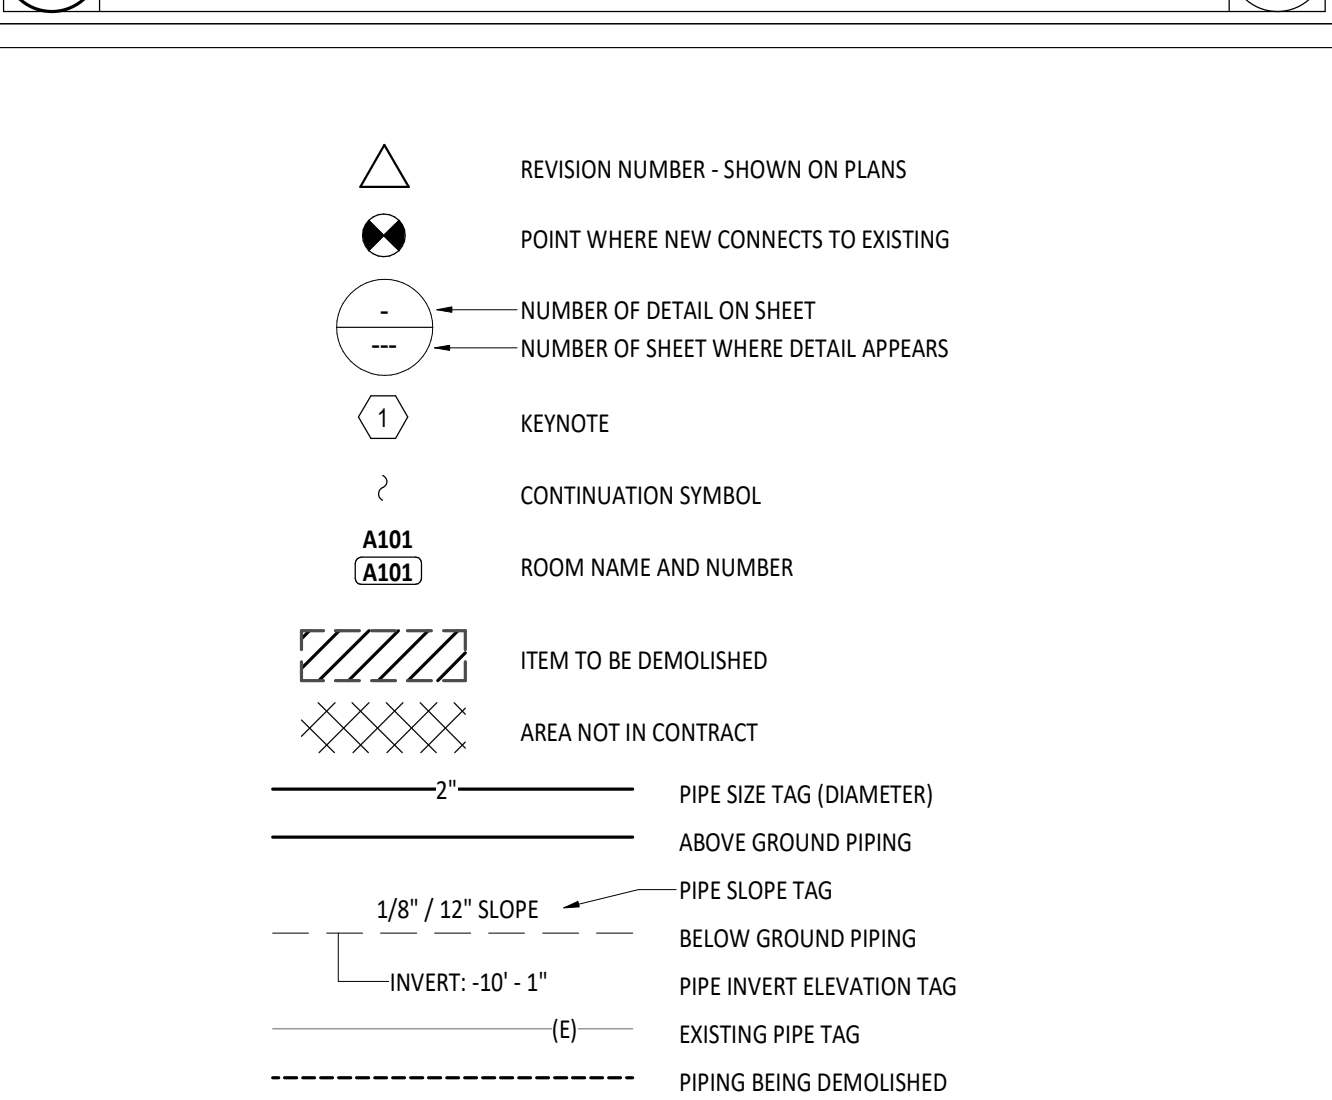 REVISION NUMBER - SHOWN ON PLANS
POINT WHERE NEW CONNECTS TO EXISTING
- NUMBER OF DETAIL ON SHEET
--- NUMBER OF SHEET WHERE DETAIL APPEARS
1 KEYNOTE
CONTINUATION SYMBOL
A101
A101 ROOM NAME AND NUMBER
ITEM TO BE DEMOLISHED
AREA NOT IN CONTRACT
2" PIPE SIZE TAG (DIAMETER)
ABOVE GROUND PIPING
PIPE SLOPE TAG
1/8" / 12" SLOPE
BELOW GROUND PIPING
INVERT: -10' - 1" PIPE INVERT ELEVATION TAG
(E) EXISTING PIPE TAG
PIPING BEING DEMOLISHED